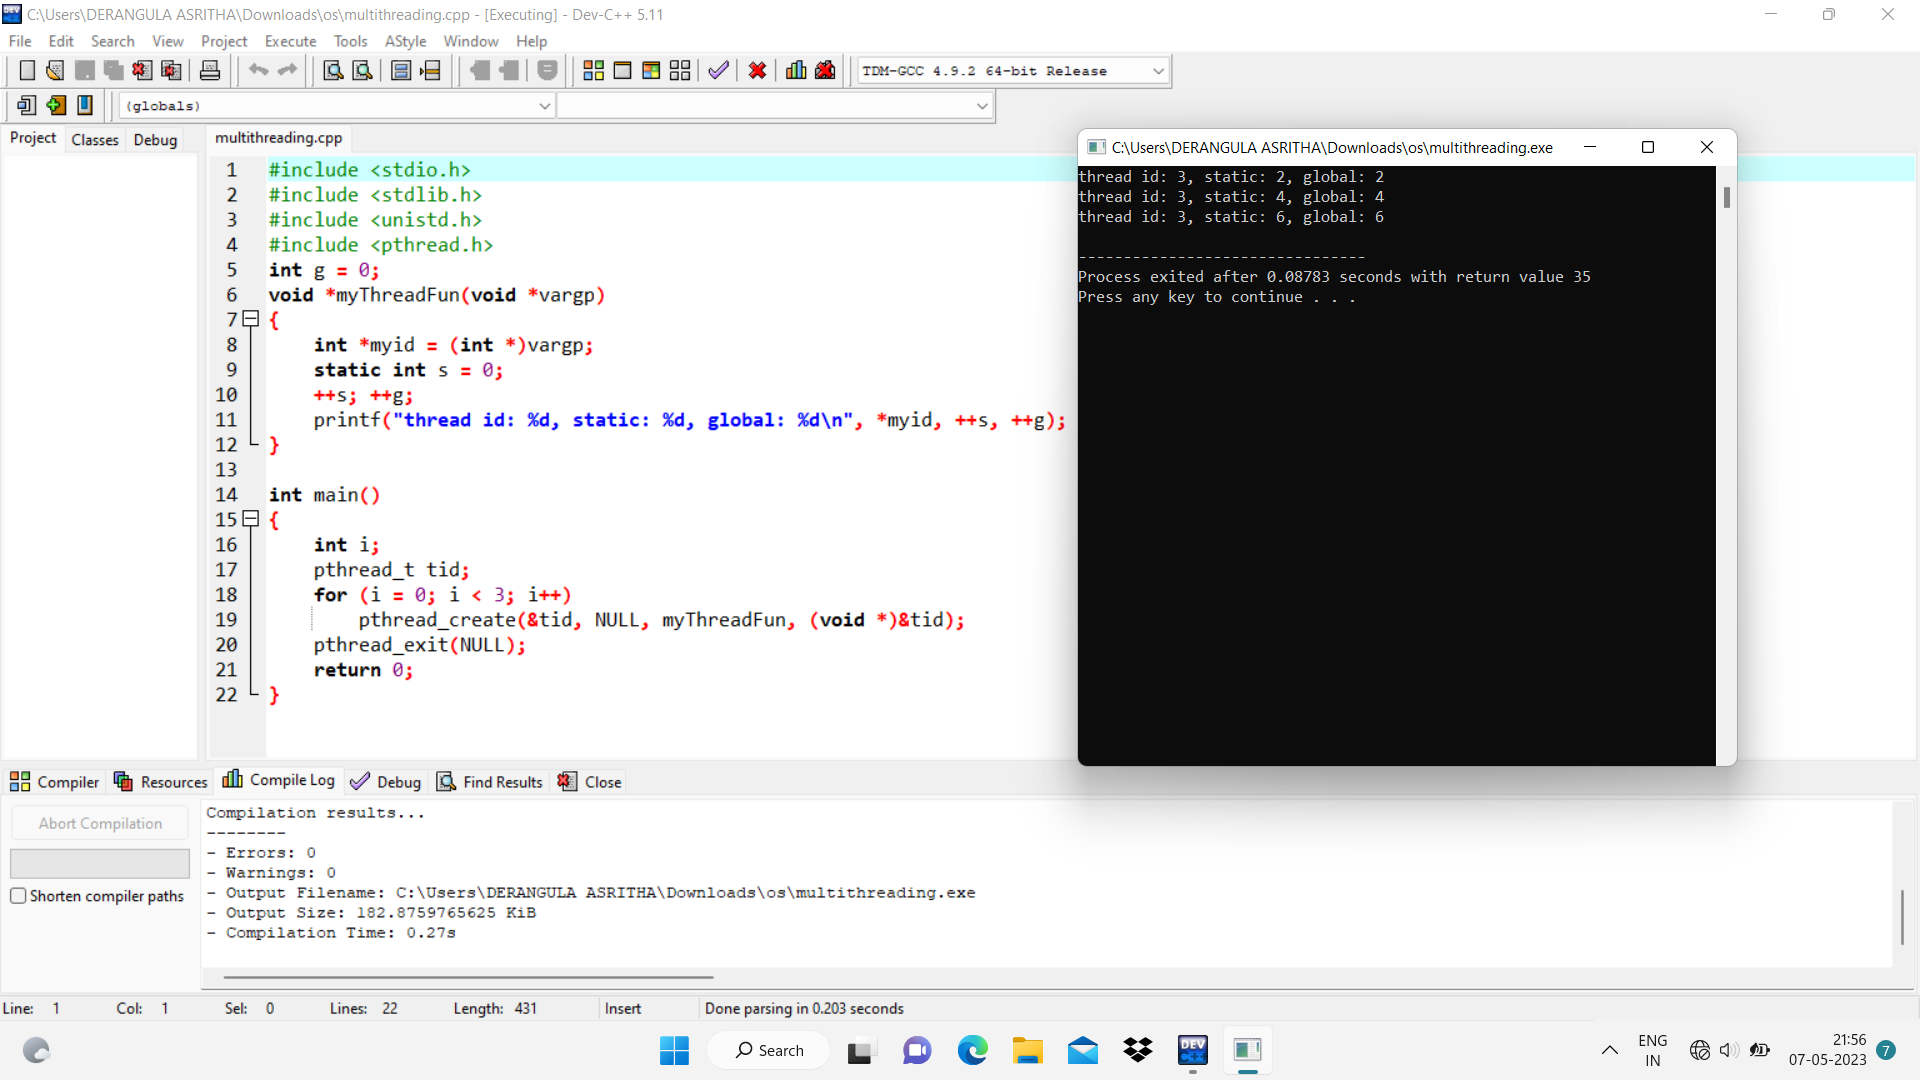 C:\Users\DERANGULA ASRITHA\Downloads\os\multithreading.cpp - [Executing] - Dev-C++ 5.11
File Edit Search View Project Execute Tools AStyle Window Help
TDM-GCC 4.9.2 64-bit Release
(globals)
Project Classes Debug
multithreading.cpp
1 #include <stdio.h>
2 #include <stdlib.h>
3 #include <unistd.h>
4 #include <pthread.h>
5 int g = 0;
6 void *myThreadFun(void *vargp)
7 {
8 int *myid = (int *)vargp;
9 static int s = 0;
10 ++s; ++g;
11 printf("thread id: %d, static: %d, global: %d\n", *myid, ++s, ++g);
12 }
13
14 int main()
15 {
16 int i;
17 pthread_t tid;
18 for (i = 0; i < 3; i++)
19 pthread_create(&tid, NULL, myThreadFun, (void *)&tid);
20 pthread_exit(NULL);
21 return 0;
22 }
C:\Users\DERANGULA ASRITHA\Downloads\os\multithreading.exe
thread id: 3, static: 2, global: 2
thread id: 3, static: 4, global: 4
thread id: 3, static: 6, global: 6
--------------------------------
Process exited after 0.08783 seconds with return value 35
Press any key to continue . . .
Compiler Resources Compile Log Debug Find Results Close
Abort Compilation
Shorten compiler paths
Compilation results...
--------
- Errors: 0
- Warnings: 0
- Output Filename: C:\Users\DERANGULA ASRITHA\Downloads\os\multithreading.exe
- Output Size: 182.8759765625 KiB
- Compilation Time: 0.27s
Line: 1 Col: 1 Sel: 0 Lines: 22 Length: 431 Insert Done parsing in 0.203 seconds
Search
DEV C++
ENG
IN
21:56
07-05-2023
7